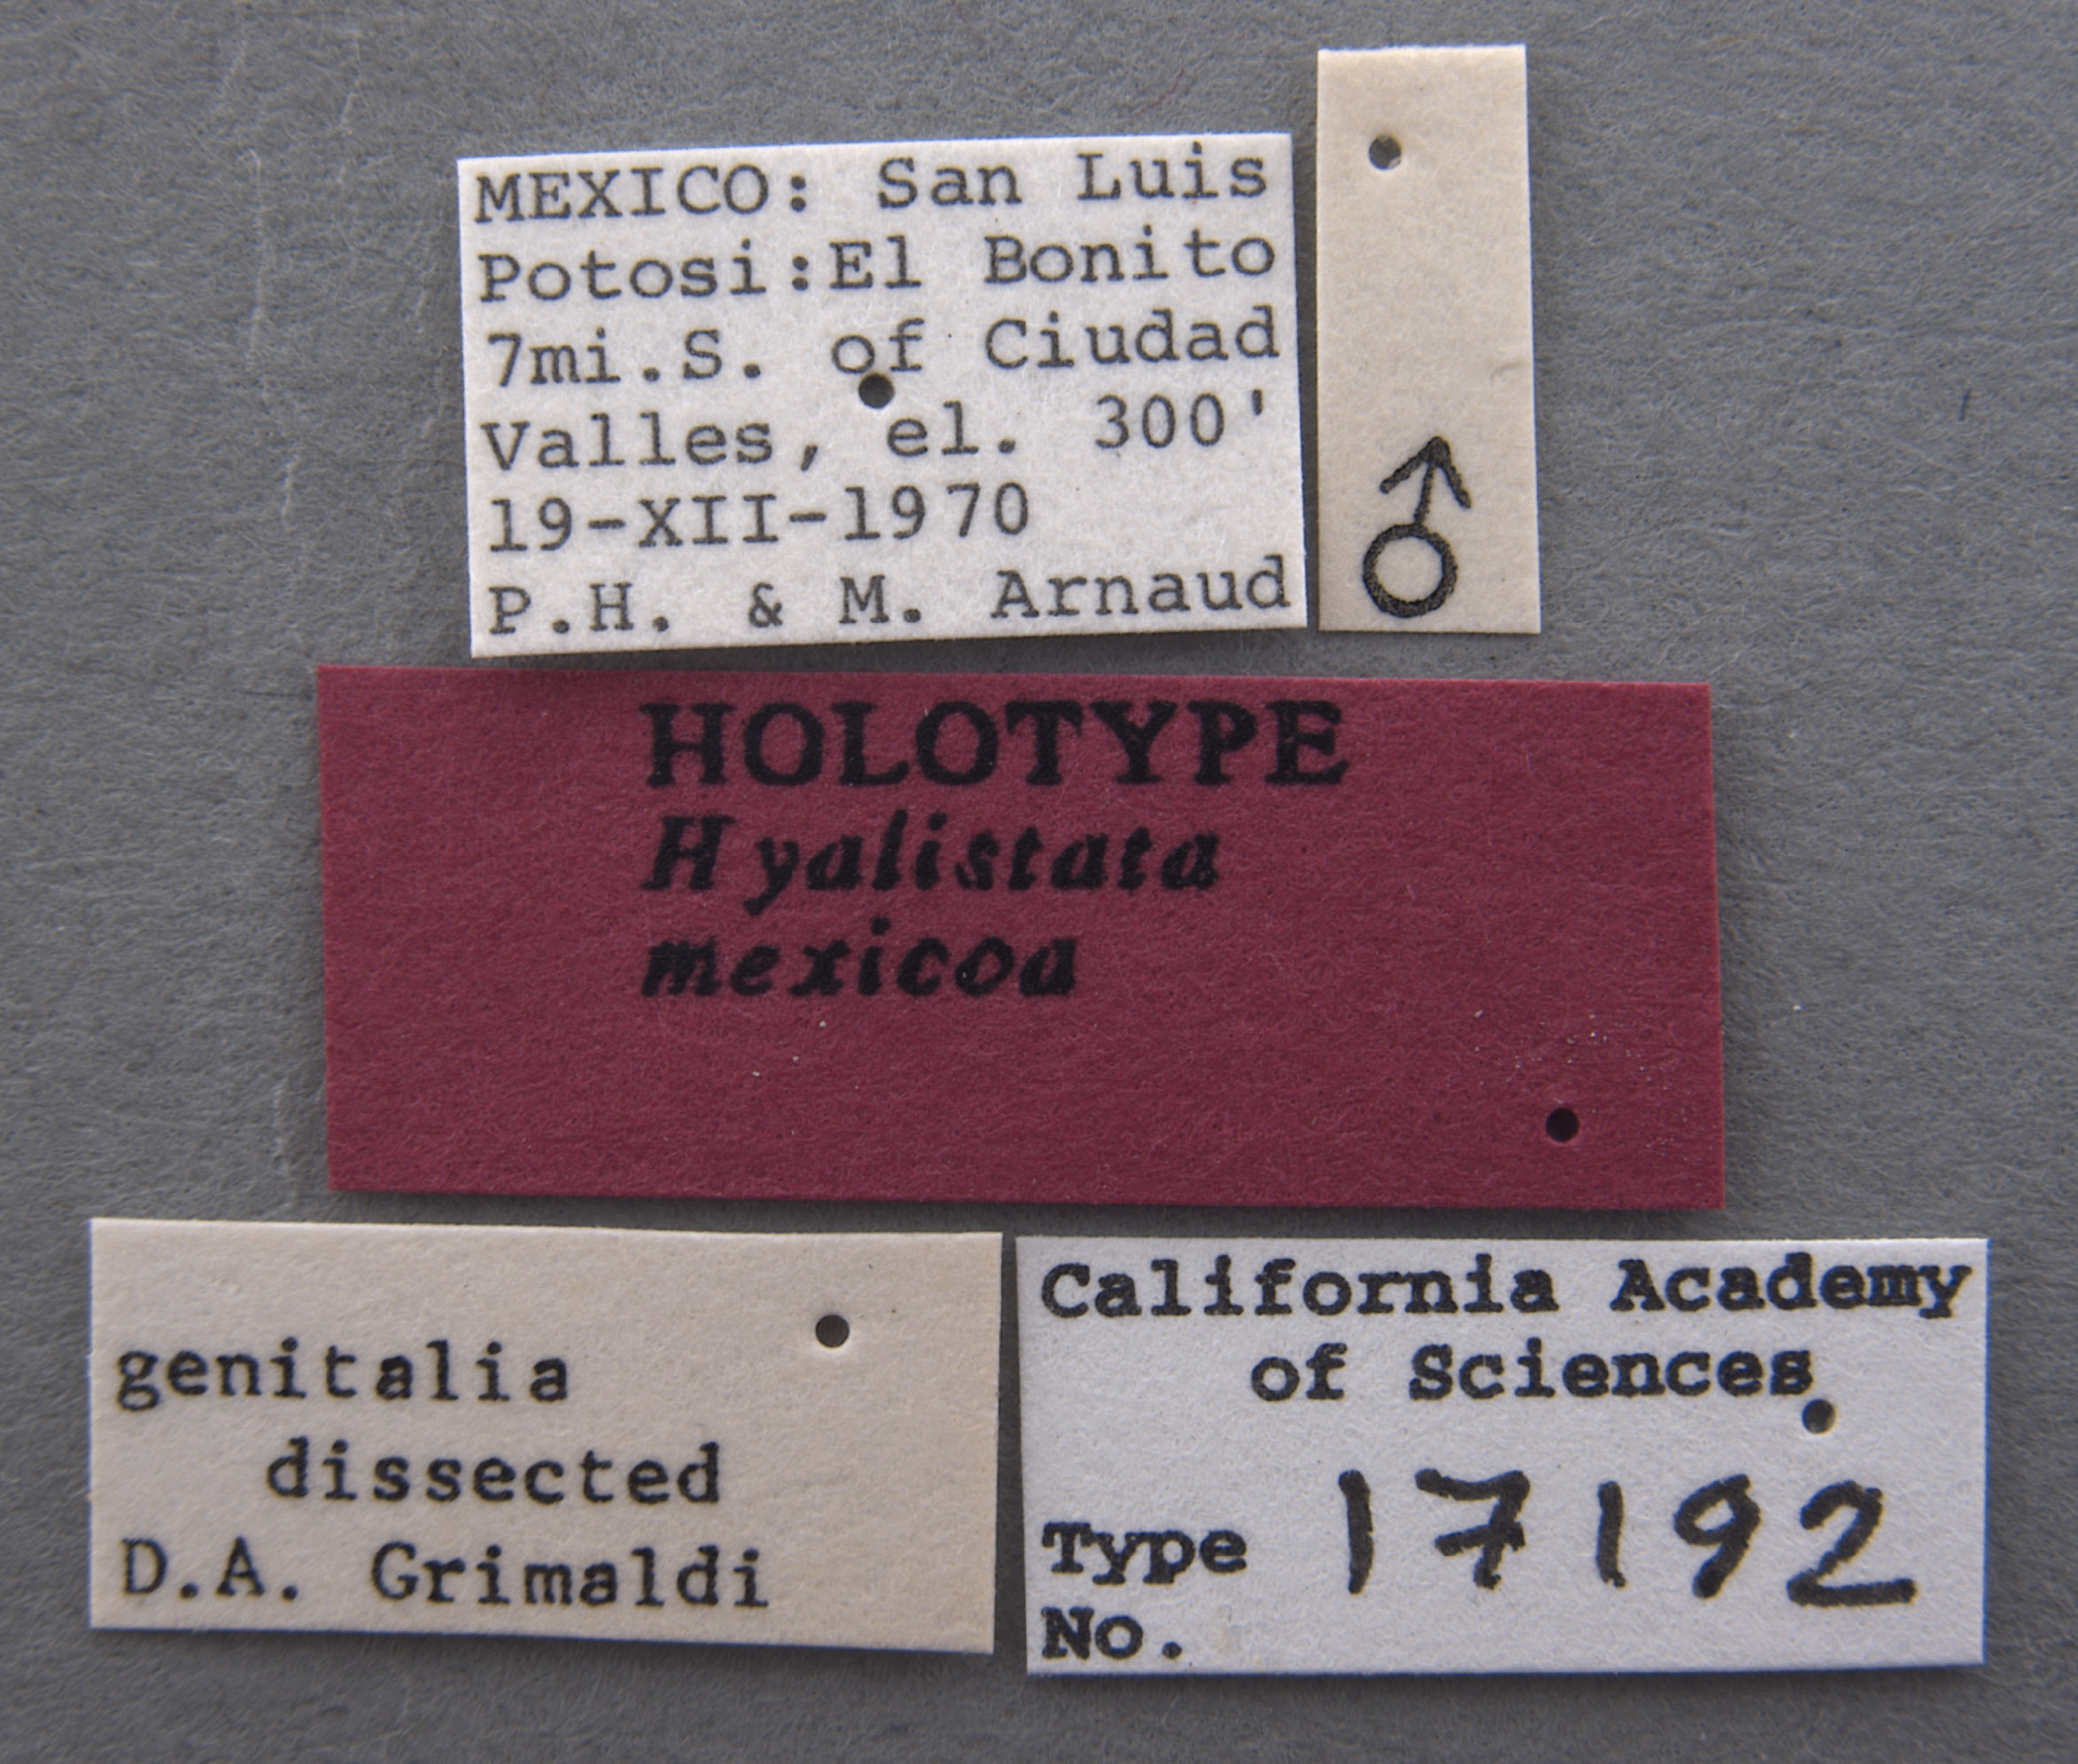 MEXICO: San Luis
Potosi:El Bonito
7mi.S. of Ciudad
Valles, el. 300'
19-XII-1970
P.H. & M. Arnaud
♂
HOLOTYPE
Hyalistata
mexicoa
genitalia
dissected
D.A. Grimaldi
California Academy
of Sciences
Type 17192
No.